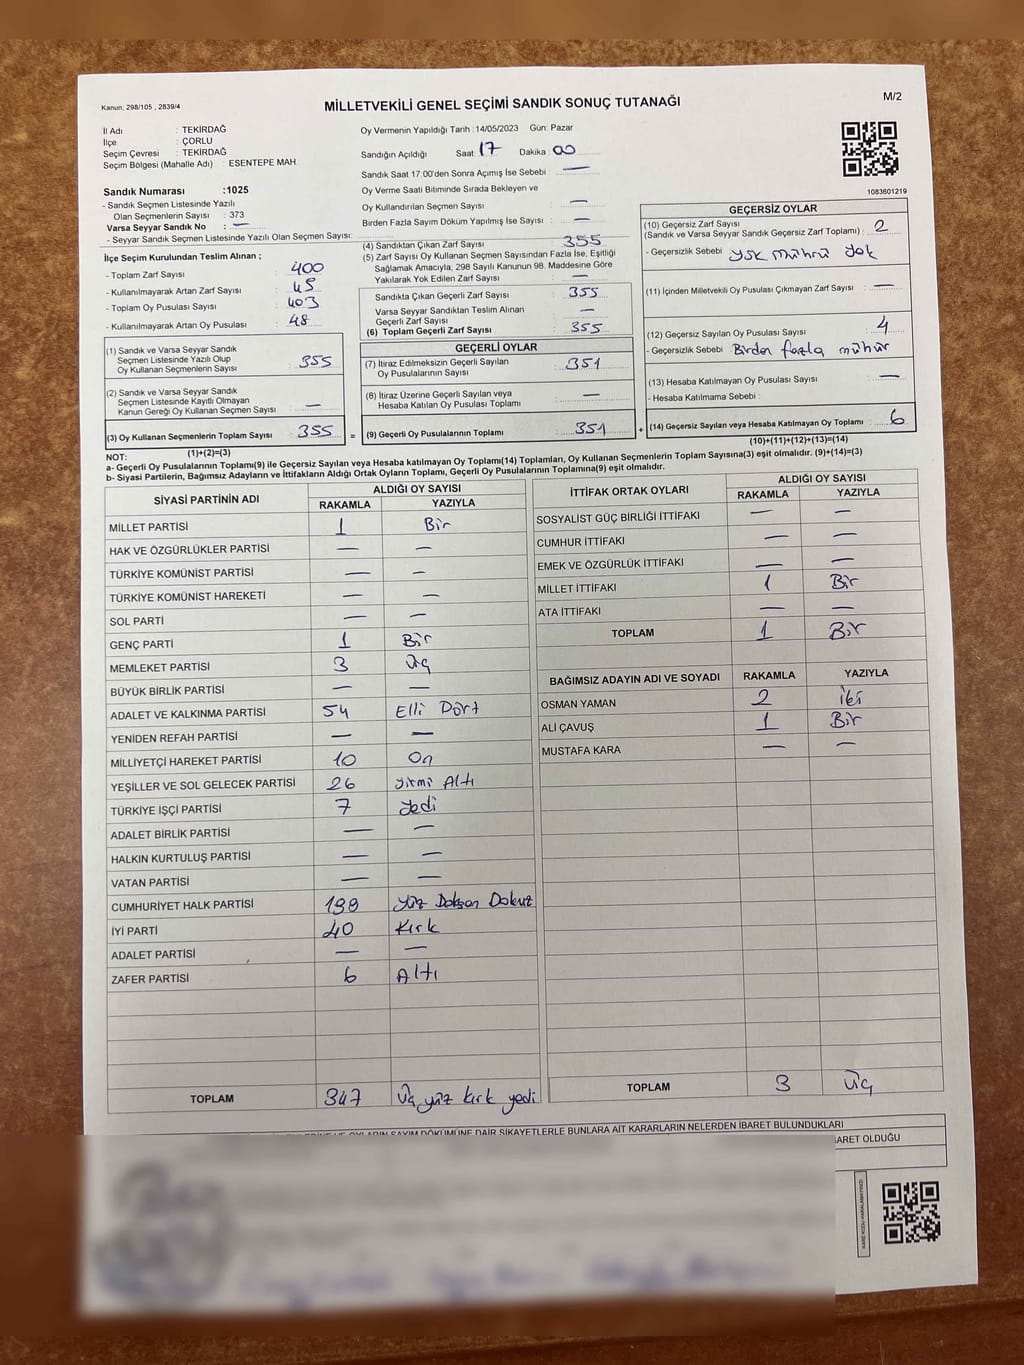 Kanun; 298/105 , 2839/4
MİLLETVEKİLİ GENEL SEÇİMİ SANDIK SONUÇ TUTANAĞI
M/2
İl Adı : TEKİRDAĞ
İlçe : ÇORLU
Seçim Çevresi : TEKİRDAĞ
Seçim Bölgesi (Mahalle Adı) : ESENTEPE MAH
Sandık Numarası :1025
- Sandık Seçmen Listesinde Yazılı
Olan Seçmenlerin Sayısı : 373
Varsa Seyyar Sandık No : —
- Seyyar Sandık Seçmen Listesinde Yazılı Olan Seçmen Sayısı:
İlçe Seçim Kurulundan Teslim Alınan ;
- Toplam Zarf Sayısı : 400
- Kullanılmayarak Artan Zarf Sayısı : 45
- Toplam Oy Pusulası Sayısı : 403
- Kullanılmayarak Artan Oy Pusulası : 48
(1) Sandık ve Varsa Seyyar Sandık
Seçmen Listesinde Yazılı Olup
Oy Kullanan Seçmenlerin Sayısı : 355
(2) Sandık ve Varsa Seyyar Sandık
Seçmen Listesinde Kayıtlı Olmayan
Kanun Gereği Oy Kullanan Seçmen Sayısı : —
(3) Oy Kullanan Seçmenlerin Toplam Sayısı : 355
(1)+(2)=(3)
Oy Vermenin Yapıldığı Tarih : 14/05/2023 Gün: Pazar
Sandığın Açıldığı Saat: 17 Dakika: 00
Sandık Saat 17:00'den Sonra Açımış İse Sebebi : —
Oy Verme Saati Bitiminde Sırada Bekleyen ve
Oy Kullandırılan Seçmen Sayısı : —
Birden Fazla Sayım Döküm Yapılmış İse Sayısı : —
(4) Sandıktan Çıkan Zarf Sayısı : 355
(5) Zarf Sayısı Oy Kullanan Seçmen Sayısından Fazla İse, Eşitliği
Sağlamak Amacıyla, 298 Sayılı Kanunun 98. Maddesine Göre
Yakılarak Yok Edilen Zarf Sayısı : —
Sandıkta Çıkan Geçerli Zarf Sayısı : 355
Varsa Seyyar Sandıktan Teslim Alınan
Geçerli Zarf Sayısı : —
(6) Toplam Geçerli Zarf Sayısı : 355
GEÇERLİ OYLAR
(7) İtiraz Edilmeksizin Geçerli Sayılan
Oy Pusulalarının Sayısı : 351
(8) İtiraz Üzerine Geçerli Sayılan veya
Hesaba Katılan Oy Pusulası Toplamı : —
= (9) Geçerli Oy Pusulalarının Toplamı : 351
1083601219
GEÇERSİZ OYLAR
(10) Geçersiz Zarf Sayısı
(Sandık ve Varsa Seyyar Sandık Geçersiz Zarf Toplamı) : 2
- Geçersizlik Sebebi : YSK mührü yok
(11) İçinden Milletvekili Oy Pusulası Çıkmayan Zarf Sayısı : —
(12) Geçersiz Sayılan Oy Pusulası Sayısı : 4
- Geçersizlik Sebebi : Birden fazla mühür
(13) Hesaba Katılmayan Oy Pusulası Sayısı : —
- Hesaba Katılmama Sebebi :
+ (14) Geçersiz Sayılan veya Hesaba Katılmayan Oy Toplamı : 6
(10)+(11)+(12)+(13)=(14)
NOT:
a- Geçerli Oy Pusulalarının Toplamı(9) ile Geçersiz Sayılan veya Hesaba katılmayan Oy Toplamı(14) Toplamları, Oy Kullanan Seçmenlerin Toplam Sayısına(3) eşit olmalıdır. (9)+(14)=(3)
b- Siyasi Partilerin, Bağımsız Adayların ve İttifakların Aldığı Ortak Oyların Toplamı, Geçerli Oy Pusulalarının Toplamına(9) eşit olmalıdır.
SİYASİ PARTİNİN ADI ALDIĞI OY SAYISI
RAKAMLA YAZIYLA
MİLLET PARTİSİ 1 Bir
HAK VE ÖZGÜRLÜKLER PARTİSİ — —
TÜRKİYE KOMÜNİST PARTİSİ — —
TÜRKİYE KOMÜNİST HAREKETİ — —
SOL PARTİ — —
GENÇ PARTİ 1 Bir
MEMLEKET PARTİSİ 3 Üç
BÜYÜK BİRLİK PARTİSİ — —
ADALET VE KALKINMA PARTİSİ 54 Elli Dört
YENİDEN REFAH PARTİSİ — —
MİLLİYETÇİ HAREKET PARTİSİ 10 On
YEŞİLLER VE SOL GELECEK PARTİSİ 26 Yirmi Altı
TÜRKİYE İŞÇİ PARTİSİ 7 Yedi
ADALET BİRLİK PARTİSİ — —
HALKIN KURTULUŞ PARTİSİ — —
VATAN PARTİSİ — —
CUMHURİYET HALK PARTİSİ 199 Yüz Doksan Dokuz
İYİ PARTİ 40 Kırk
ADALET PARTİSİ — —
ZAFER PARTİSİ 6 Altı
TOPLAM 347 Üç yüz kırk yedi
İTTİFAK ORTAK OYLARI ALDIĞI OY SAYISI
RAKAMLA YAZIYLA
SOSYALİST GÜÇ BİRLİĞİ İTTİFAKI — —
CUMHUR İTTİFAKI — —
EMEK VE ÖZGÜRLÜK İTTİFAKI — —
MİLLET İTTİFAKI 1 Bir
ATA İTTİFAKI — —
TOPLAM 1 Bir
BAĞIMSIZ ADAYIN ADI VE SOYADI RAKAMLA YAZIYLA
OSMAN YAMAN 2 İki
ALİ ÇAVUŞ 1 Bir
MUSTAFA KARA — —
TOPLAM 3 Üç
OYLARIN SAYIM DÖKÜMÜNE DAİR ŞİKAYETLERLE BUNLARA AİT KARARLARIN NELERDEN İBARET BULUNDUKLARI
OLDUĞU